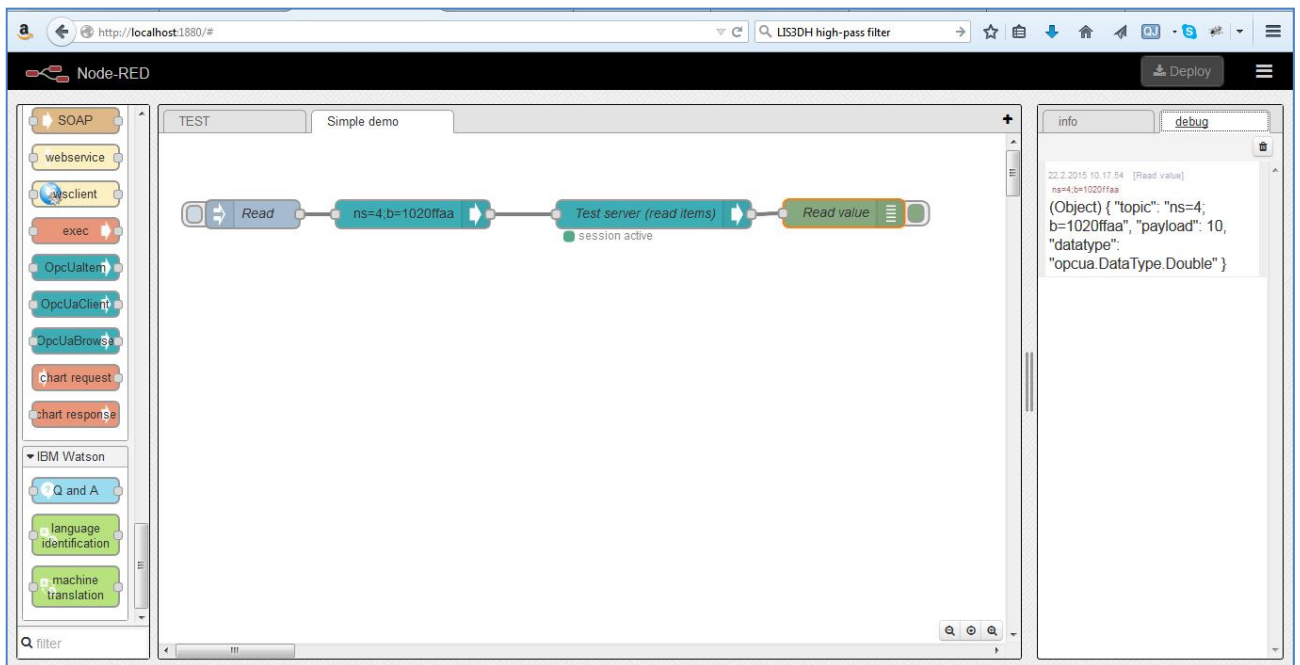 http://localhost:1880/#
LIS3DH high-pass filter
Node-RED
Deploy
SOAP
webservice
wsclient
exec
OpcUaItem
OpcUaClient
OpcUaBrowse
chart request
chart response
IBM Watson
Q and A
language
identification
machine
translation
filter
TEST
Simple demo
+
Read
ns=4;b=1020ffaa
Test server (read items)
Read value
session active
info
debug
22.2.2015 10.17.54 [Read value]
ns=4;b=1020ffaa
(Object) { "topic": "ns=4;
b=1020ffaa", "payload": 10,
"datatype":
"opcua.DataType.Double" }